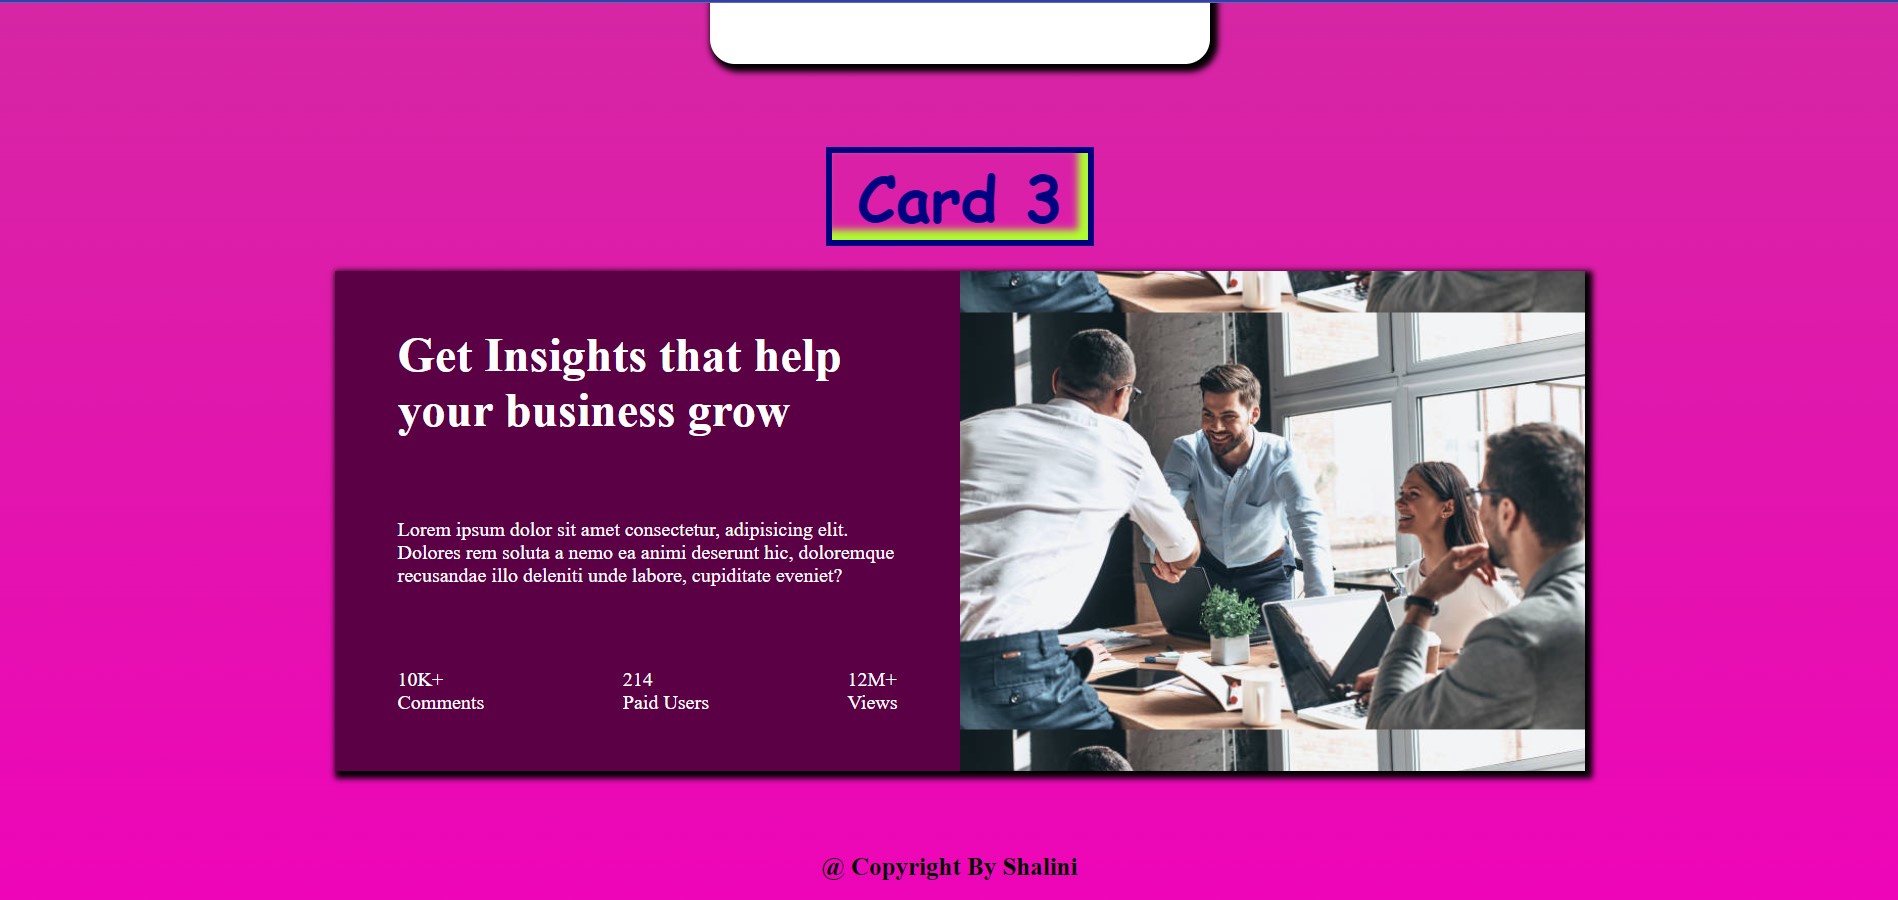 Card 3
Get Insights that help
your business grow
Lorem ipsum dolor sit amet consectetur, adipisicing elit.
Dolores rem soluta a nemo ea animi deserunt hic, doloremque
recusandae illo deleniti unde labore, cupiditate eveniet?
10K+ 214 12M+
Comments Paid Users Views
@ Copyright By Shalini